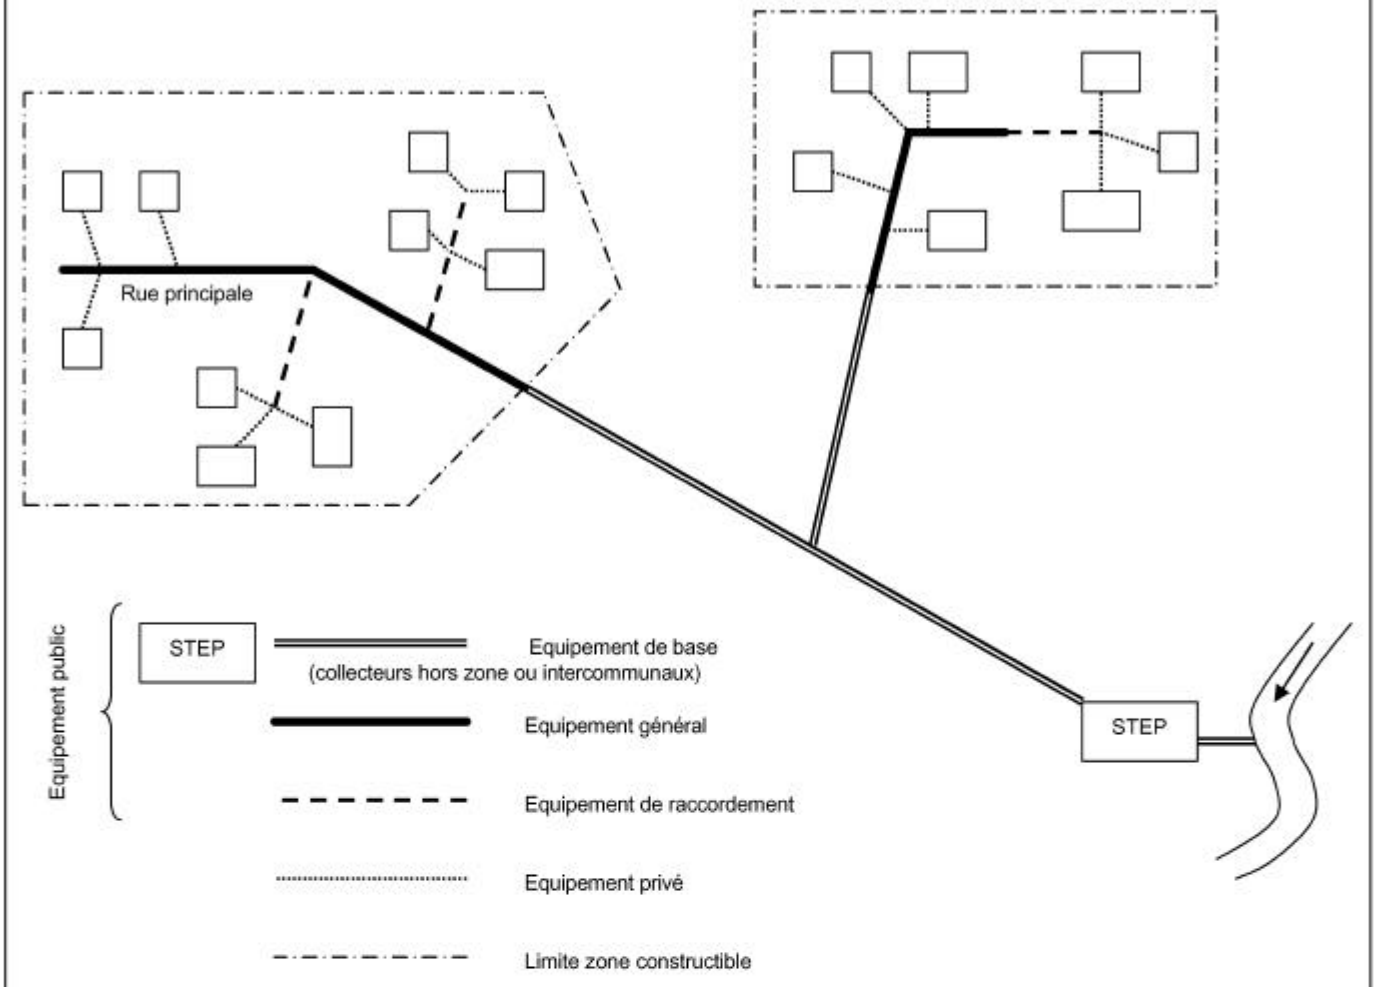 Rue principale
Equipement public
STEP
Equipement de base
(collecteurs hors zone ou intercommunaux)
Equipement général
STEP
Equipement de raccordement
Equipement privé
Limite zone constructible